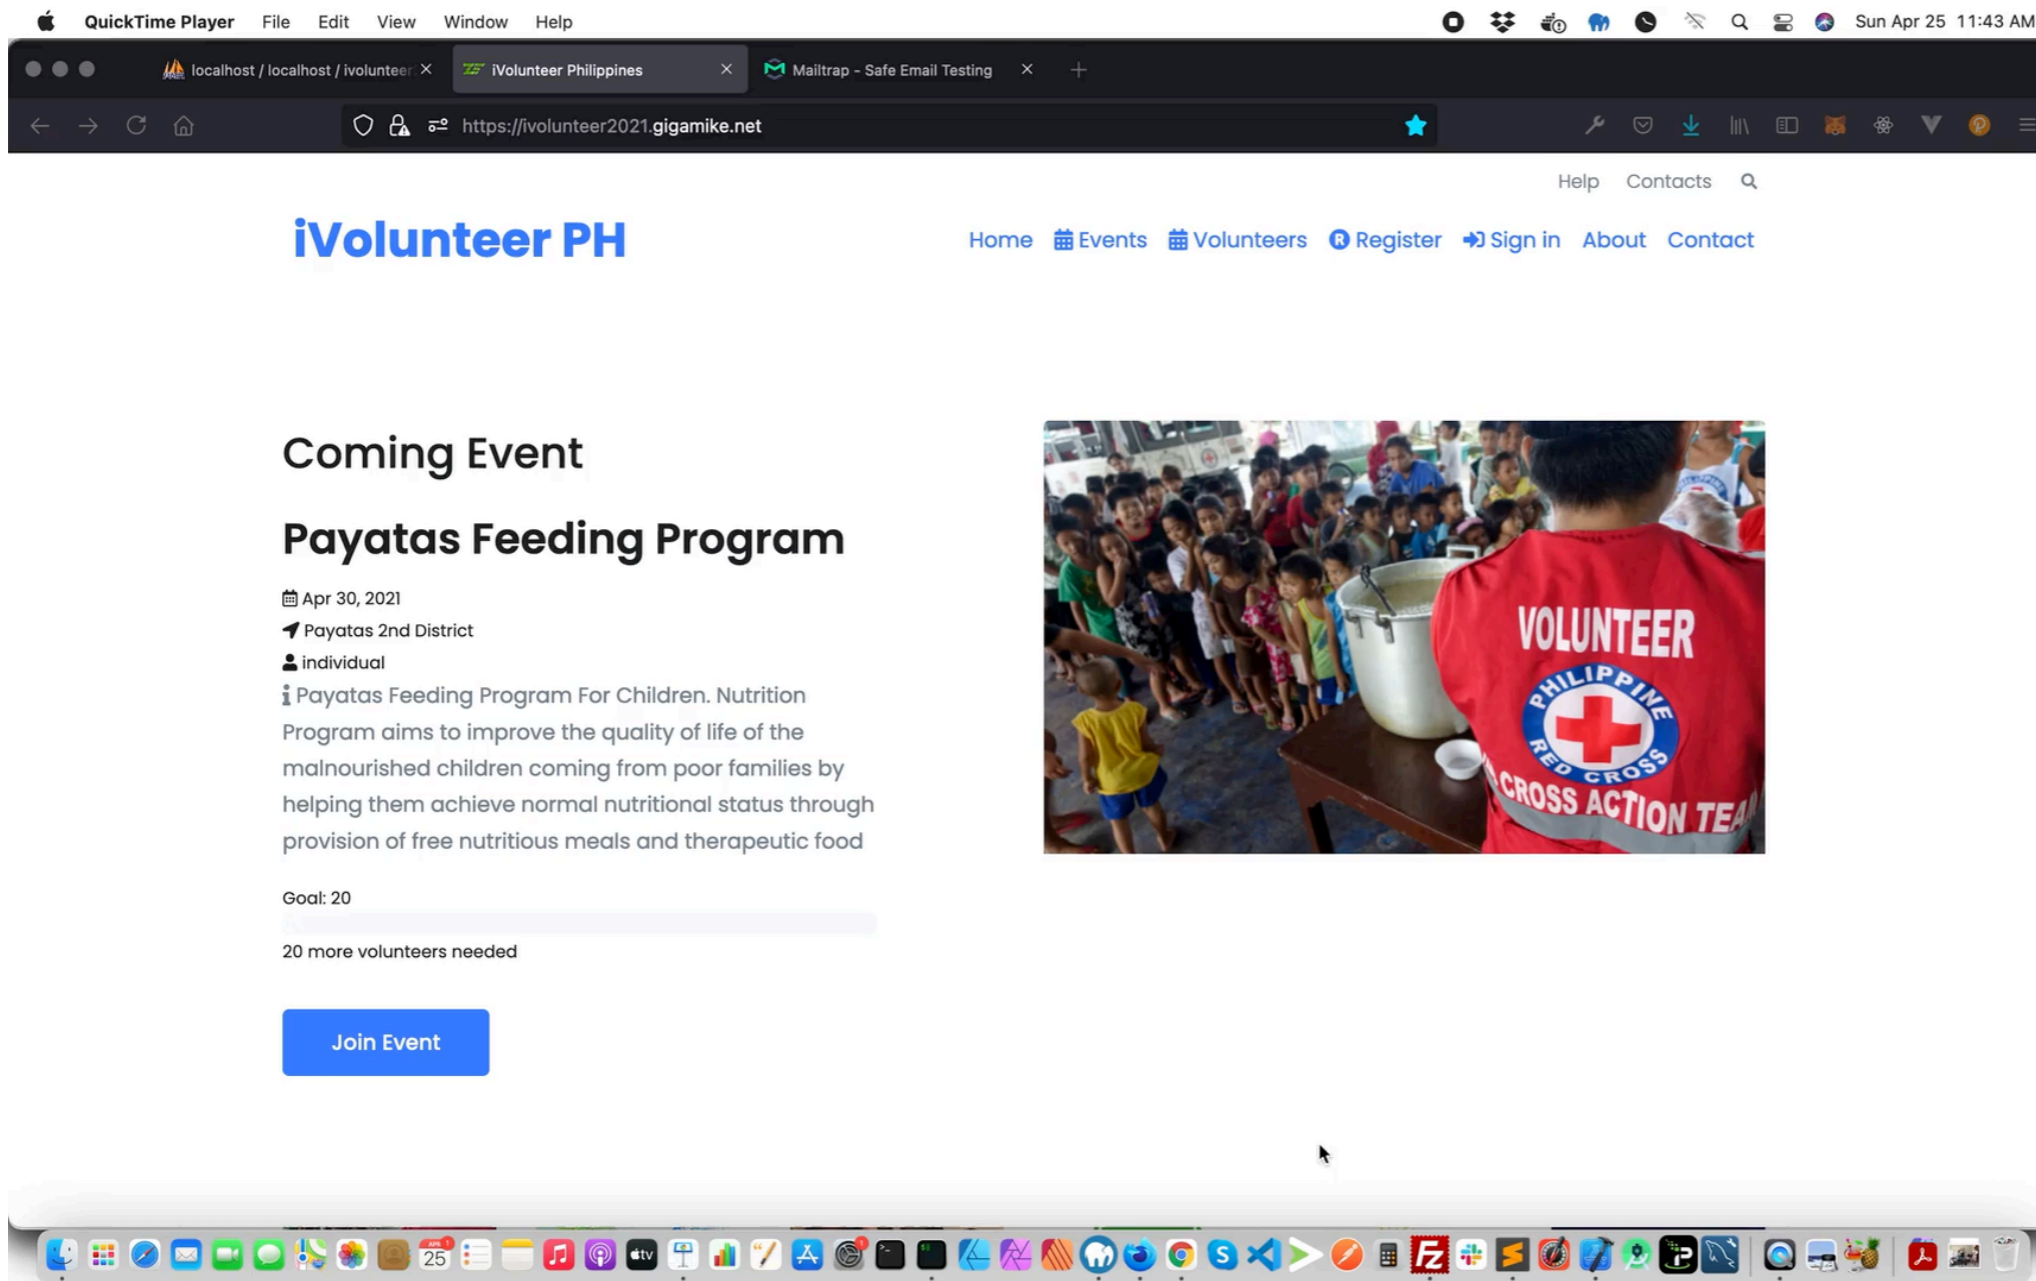 QuickTime Player File Edit View Window Help Sun Apr 25 11:43 AM
localhost / localhost / ivolunteer iVolunteer Philippines Mailtrap - Safe Email Testing
https://ivolunteer2021.gigamike.net
Help Contacts
iVolunteer PH
Home Events Volunteers Register Sign in About Contact
Coming Event
Payatas Feeding Program
Apr 30, 2021
Payatas 2nd District
individual
Payatas Feeding Program For Children. Nutrition
Program aims to improve the quality of life of the
malnourished children coming from poor families by
helping them achieve normal nutritional status through
provision of free nutritious meals and therapeutic food
Goal: 20
20 more volunteers needed
Join Event
VOLUNTEER
PHILIPPINE
RED CROSS
CROSS ACTION TEA
APR
25
tv